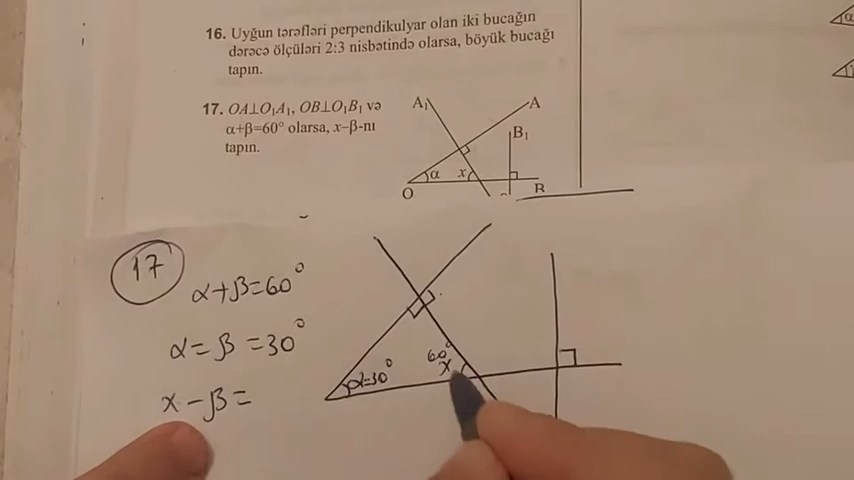 16. Uyğun tərəfləri perpendikulyar olan iki bucağın
dərəcə ölçüləri 2:3 nisbətində olarsa, böyük bucağı
tapın.
17. OA⊥O₁A₁, OB⊥O₁B₁ və
α+β=60° olarsa, x–β-nı
tapın.
A₁
A
B₁
α
x
O
B
α
17
α+β=60°
α=β=30°
x-β=
α=30°
60°
x